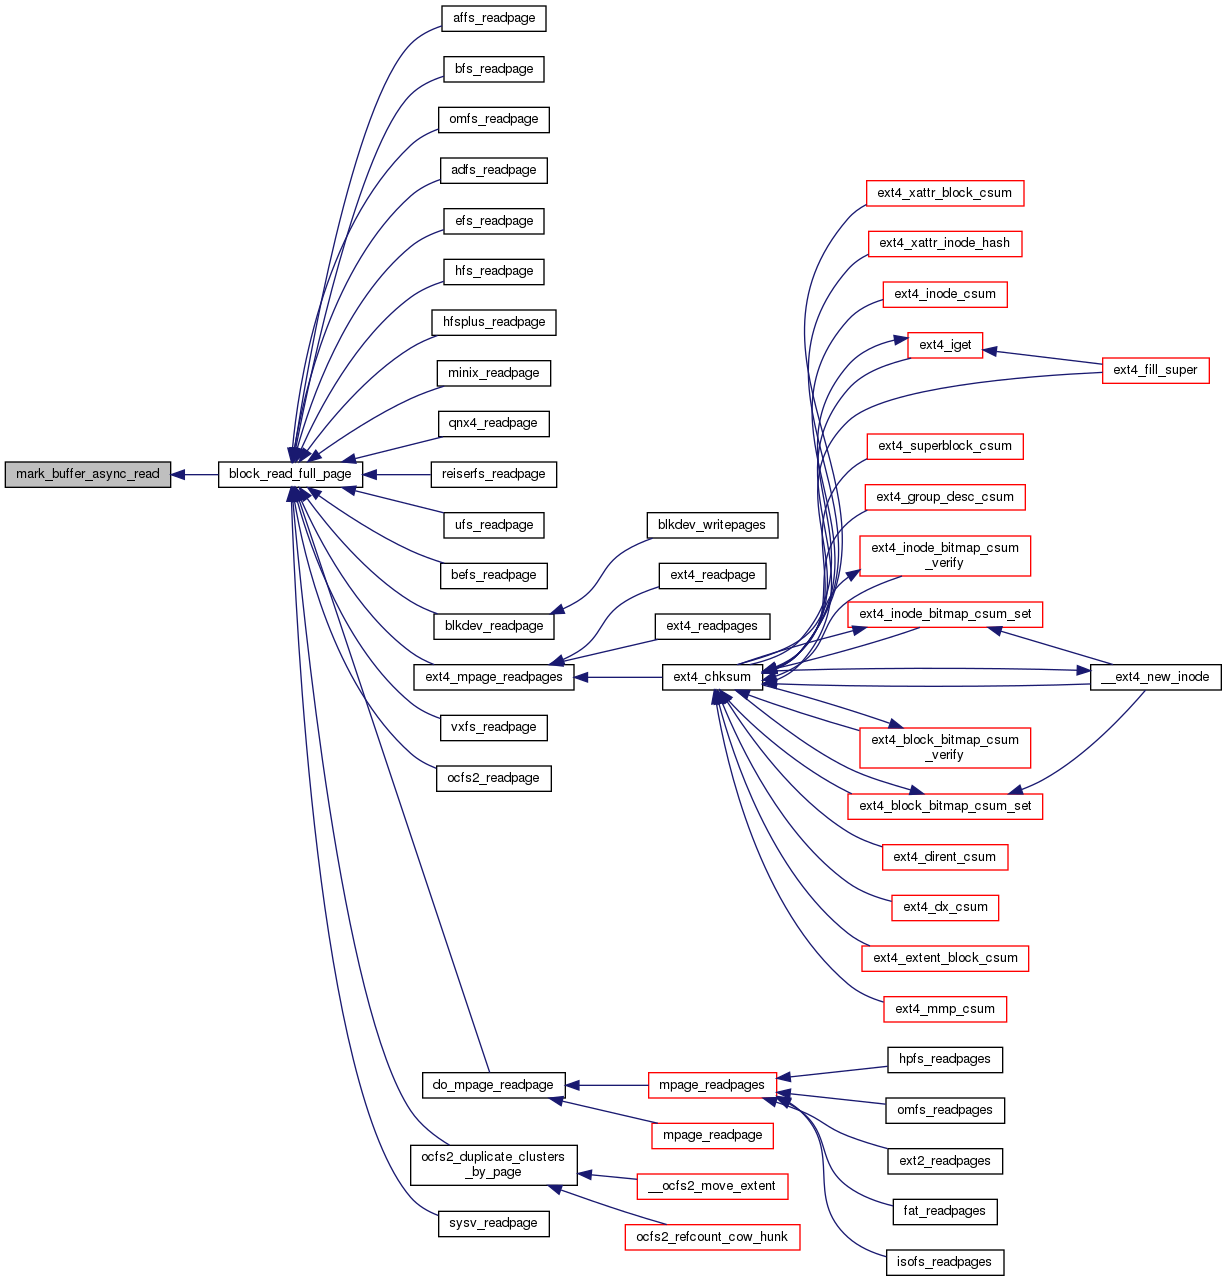 affs_readpage
bfs_readpage
omfs_readpage
adfs_readpage
efs_readpage
hfs_readpage
hfsplus_readpage
minix_readpage
qnx4_readpage
mark_buffer_async_read
block_read_full_page
reiserfs_readpage
ufs_readpage
befs_readpage
blkdev_readpage
ext4_mpage_readpages
vxfs_readpage
ocfs2_readpage
do_mpage_readpage
ocfs2_duplicate_clusters
_by_page
sysv_readpage
blkdev_writepages
ext4_readpage
ext4_readpages
ext4_chksum
mpage_readpages
mpage_readpage
__ocfs2_move_extent
ocfs2_refcount_cow_hunk
ext4_xattr_block_csum
ext4_xattr_inode_hash
ext4_inode_csum
ext4_iget
ext4_superblock_csum
ext4_group_desc_csum
ext4_inode_bitmap_csum
_verify
ext4_inode_bitmap_csum_set
ext4_block_bitmap_csum
_verify
ext4_block_bitmap_csum_set
ext4_dirent_csum
ext4_dx_csum
ext4_extent_block_csum
ext4_mmp_csum
hpfs_readpages
omfs_readpages
ext2_readpages
fat_readpages
isofs_readpages
ext4_fill_super
__ext4_new_inode